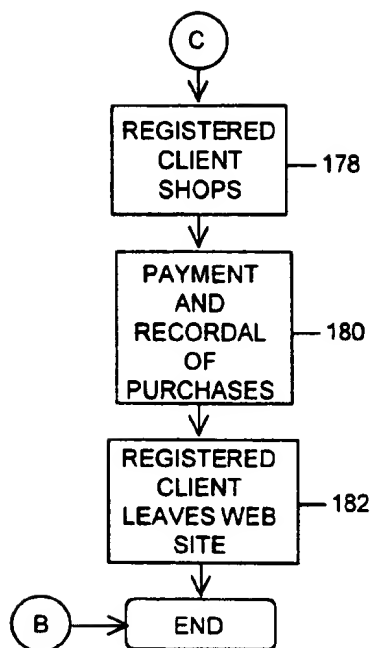 C
REGISTERED
CLIENT
SHOPS
178
PAYMENT
AND
RECORDAL
OF
PURCHASES
180
REGISTERED
CLIENT
LEAVES WEB
SITE
182
B
END